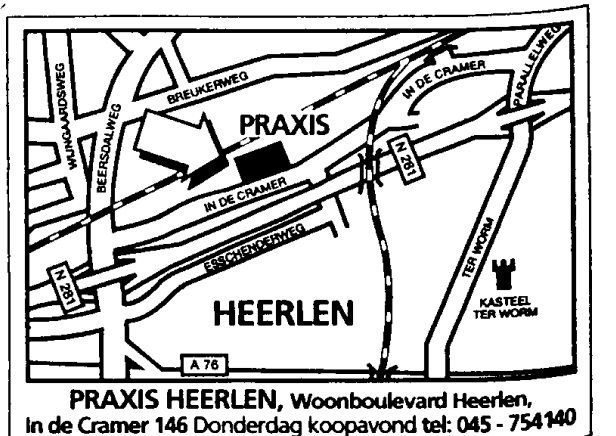 BREUKERWEG
IN DE CRAMER
PARALLELWEG
WIJNGAARDSWEG
BEERSDALWEG
PRAXIS
N 281
IN DE CRAMER
ESSCHENDERWEG
TER WORM
N 281
HEERLEN
KASTEEL
TER WORM
A 76
PRAXIS HEERLEN, Woonboulevard Heerlen,
In de Cramer 146 Donderdag koopavond tel: 045 - 754140